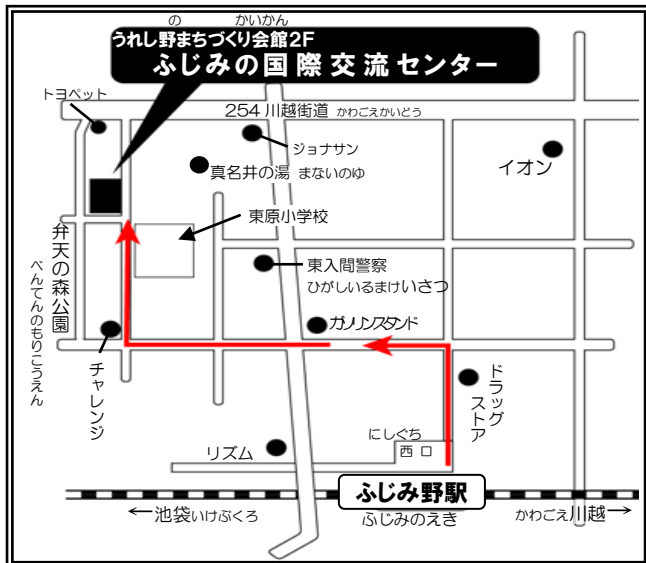 の かいかん
うれし野まちづくり会館2F
ふじみの国際交流センター
トヨペット
254 川越街道 かわごえかいどう
ジョナサン
真名井の湯 まないのゆ
イオン
東原小学校
弁天の森公園
べんてんのもりこうえん
東入間警察
ひがしいるまけいさつ
ガソリンスタンド
チャレンジ
ドラッグ
ストア
にしぐち
西口
リズム
ふじみ野駅
ふじみのえき
←池袋いけぶくろ
かわごえ川越→